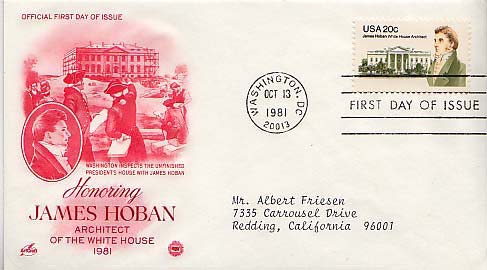 OFFICIAL FIRST DAY OF ISSUE
USA 20c
James Hoban White House Architect
WASHINGTON, DC
OCT 13
1981
20013
FIRST DAY OF ISSUE
WASHINGTON INSPECTS THE UNFINISHED
PRESIDENT'S HOUSE WITH JAMES HOBAN
Honoring
JAMES HOBAN
ARCHITECT
OF THE WHITE HOUSE
1981
Mr. Albert Friesen
7335 Carrousel Drive
Redding, California 96001